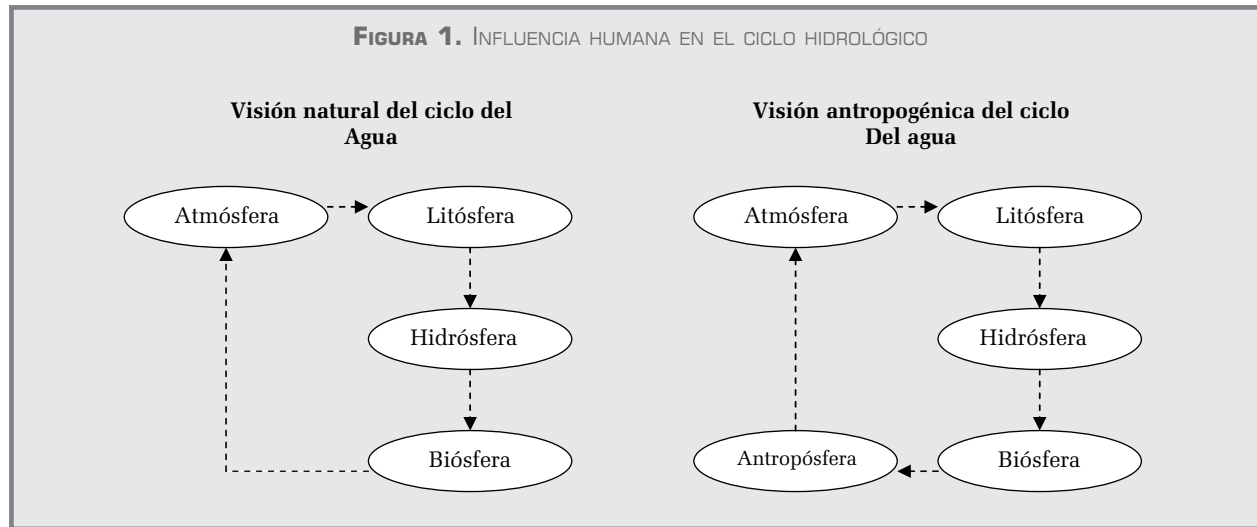 FIGURA 1. INFLUENCIA HUMANA EN EL CICLO HIDROLÓGICO
Visión natural del ciclo del
Agua
Atmósfera
Litósfera
Hidrósfera
Biósfera
Visión antropogénica del ciclo
Del agua
Atmósfera
Litósfera
Hidrósfera
Antropósfera
Biósfera